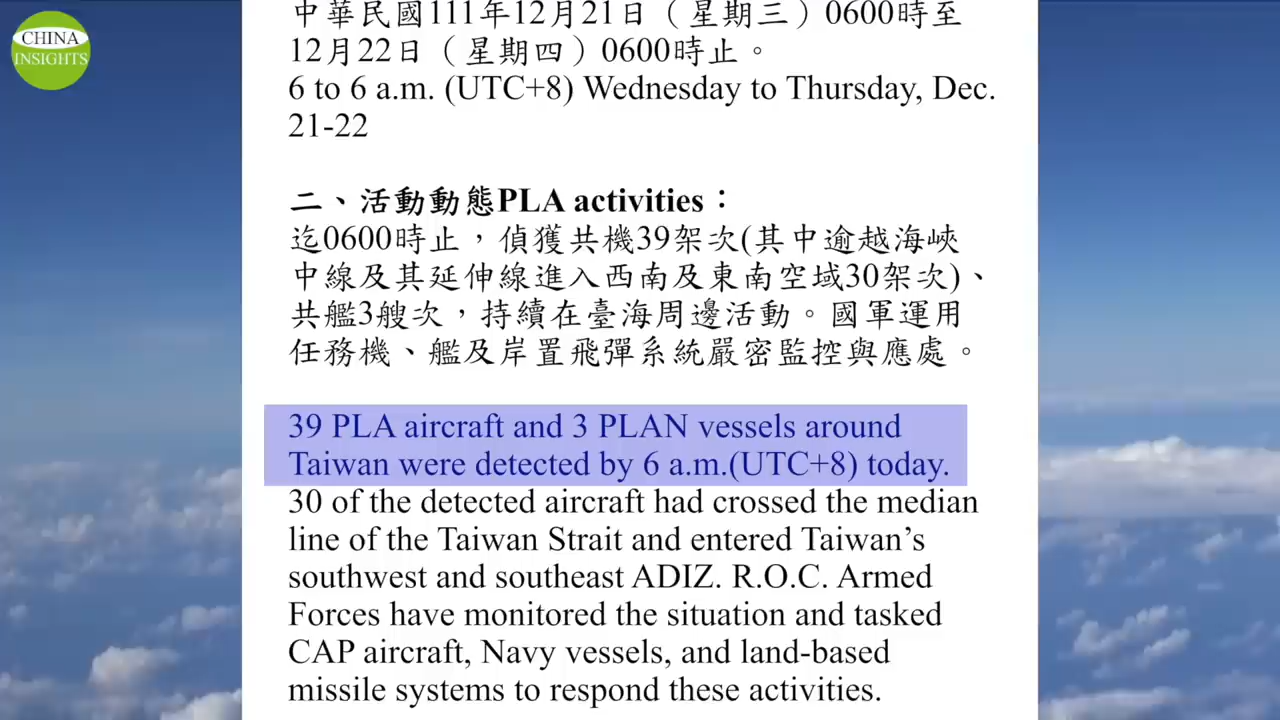 CHINA
INSIGHTS
中華民國111年12月21日（星期三）0600時至
12月22日（星期四）0600時止。
6 to 6 a.m. (UTC+8) Wednesday to Thursday, Dec.
21-22
二、活動動態PLA activities：
迄0600時止，偵獲共機39架次(其中逾越海峽
中線及其延伸線進入西南及東南空域30架次)、
共艦3艘次，持續在臺海周邊活動。國軍運用
任務機、艦及岸置飛彈系統嚴密監控與應處。
39 PLA aircraft and 3 PLAN vessels around
Taiwan were detected by 6 a.m.(UTC+8) today.
30 of the detected aircraft had crossed the median
line of the Taiwan Strait and entered Taiwan’s
southwest and southeast ADIZ. R.O.C. Armed
Forces have monitored the situation and tasked
CAP aircraft, Navy vessels, and land-based
missile systems to respond these activities.